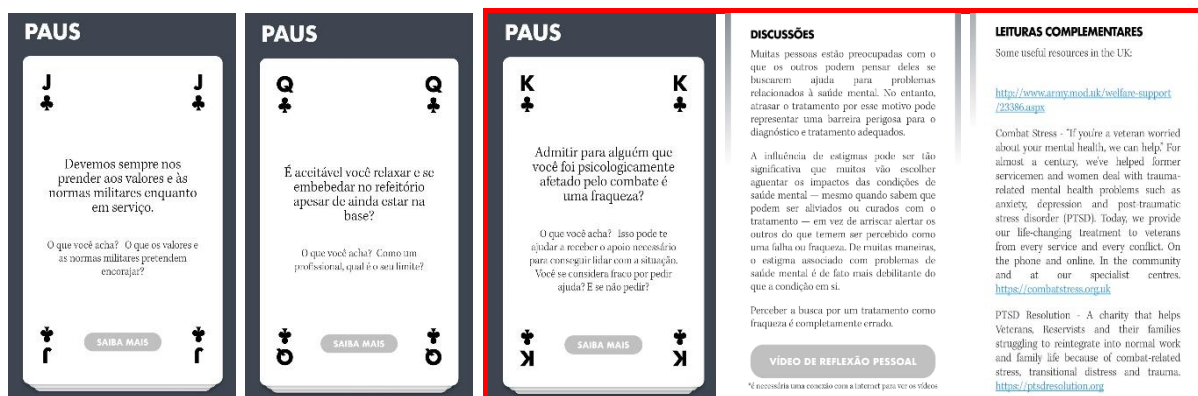 PAUS
J
J
Devemos sempre nos
prender aos valores e às
normas militares enquanto
em serviço.
O que você acha? O que os valores e
as normas militares pretendem
encorajar?
SAIBA MAIS
J
J
PAUS
Q
Q
É aceitável você relaxar e se
embebedar no refeitório
apesar de ainda estar na
base?
O que você acha? Como um
profissional, qual é o seu limite?
SAIBA MAIS
Q
Q
PAUS
K
K
Admitir para alguém que
você foi psicologicamente
afetado pelo combate é
uma fraqueza?
O que você acha? Isso pode te
ajudar a receber o apoio necessário
para conseguir lidar com a situação.
Você se considera fraco por pedir
ajuda? E se não pedir?
SAIBA MAIS
K
K
DISCUSSÕES
Muitas pessoas estão preocupadas com o
que os outros podem pensar deles se
buscarem ajuda para problemas
relacionados à saúde mental. No entanto,
atrasar o tratamento por esse motivo pode
representar uma barreira perigosa para o
diagnóstico e tratamento adequados.
A influência de estigmas pode ser tão
significativa que muitos vão escolher
aguentar os impactos das condições de
saúde mental — mesmo quando sabem que
podem ser aliviados ou curados com o
tratamento — em vez de arriscar alertar os
outros do que temem ser percebido como
uma falha ou fraqueza. De muitas maneiras,
o estigma associado com problemas de
saúde mental é de fato mais debilitante do
que a condição em si.
Perceber a busca por um tratamento como
fraqueza é completamente errado.
VÍDEO DE REFLEXÃO PESSOAL
*é necessária uma conexão com a internet para ver os vídeos
LEITURAS COMPLEMENTARES
Some useful resources in the UK:
http://www.army.mod.uk/welfare-support
/23386.aspx
Combat Stress - "If you're a veteran worried
about your mental health, we can help." For
almost a century, we've helped former
servicemen and women deal with trauma-
related mental health problems such as
anxiety, depression and post-traumatic
stress disorder (PTSD). Today, we provide
our life-changing treatment to veterans
from every service and every conflict. On
the phone and online. In the community
and at our specialist centres.
https://combatstress.org.uk
PTSD Resolution - A charity that helps
Veterans, Reservists and their families
struggling to reintegrate into normal work
and family life because of combat-related
stress, transitional distress and trauma.
https://ptsdresolution.org